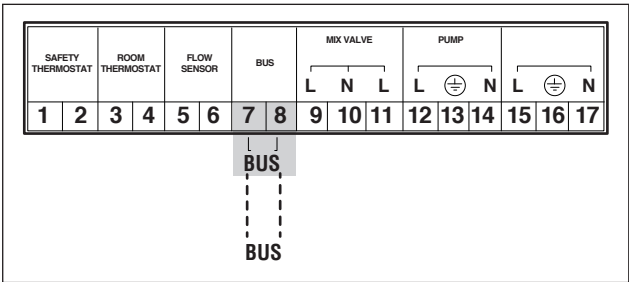 SAFETY THERMOSTAT
ROOM THERMOSTAT
FLOW SENSOR
BUS
MIX VALVE
PUMP
L N L L N L N
1 2 3 4 5 6 7 8 9 10 11 12 13 14 15 16 17
BUS
BUS